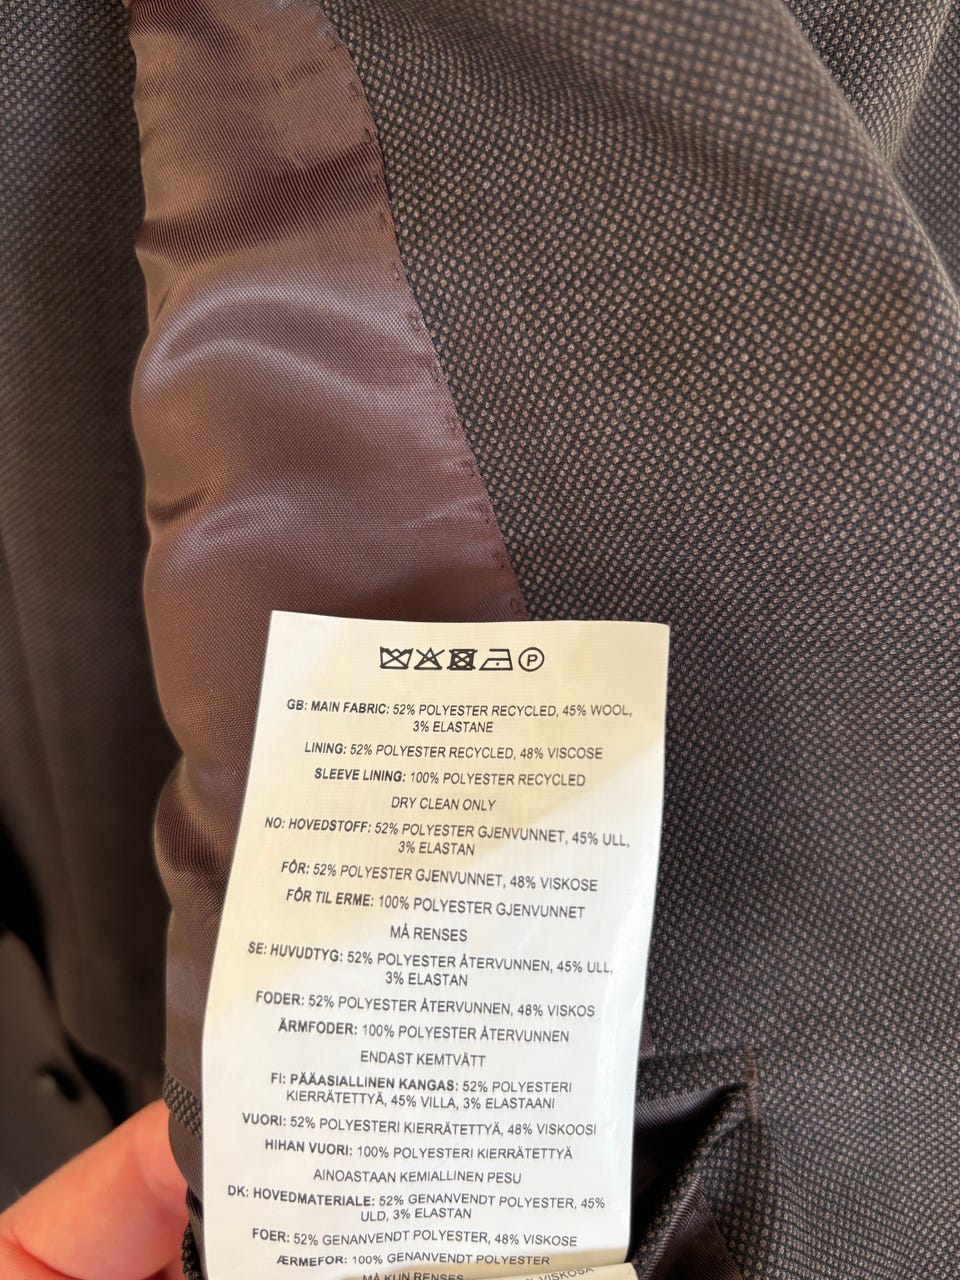 P
GB: MAIN FABRIC: 52% POLYESTER RECYCLED, 45% WOOL,
3% ELASTANE
LINING: 52% POLYESTER RECYCLED, 48% VISCOSE
SLEEVE LINING: 100% POLYESTER RECYCLED
DRY CLEAN ONLY
NO: HOVEDSTOFF: 52% POLYESTER GJENVUNNET, 45% ULL,
3% ELASTAN
FÔR: 52% POLYESTER GJENVUNNET, 48% VISKOSE
FÔR TIL ERME: 100% POLYESTER GJENVUNNET
MÅ RENSES
SE: HUVUDTYG: 52% POLYESTER ÅTERVUNNEN, 45% ULL,
3% ELASTAN
FODER: 52% POLYESTER ÅTERVUNNEN, 48% VISKOS
ÄRMFODER: 100% POLYESTER ÅTERVUNNEN
ENDAST KEMTVÄTT
FI: PÄÄASIALLINEN KANGAS: 52% POLYESTERI
KIERRÄTETTYÄ, 45% VILLA, 3% ELASTAANI
VUORI: 52% POLYESTERI KIERRÄTETTYÄ, 48% VISKOOSI
HIHAN VUORI: 100% POLYESTERI KIERRÄTETTYÄ
AINOASTAAN KEMIALLINEN PESU
DK: HOVEDMATERIALE: 52% GENANVENDT POLYESTER, 45%
ULD, 3% ELASTAN
FOER: 52% GENANVENDT POLYESTER, 48% VISKOSE
ÆRMEFOR: 100% GENANVENDT POLYESTER
MÅ KUN RENSES